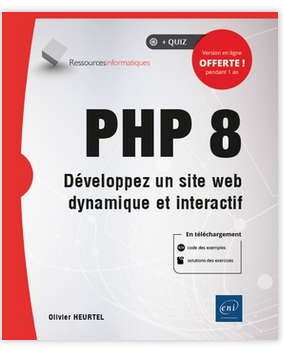 + QUIZ
Version en ligne
OFFERTE !
pendant 1 an
Ressourcesinformatiques
PHP 8
Développez un site web
dynamique et interactif
En téléchargement
code des exemples
solutions des exercices
Olivier HEURTEL
eni